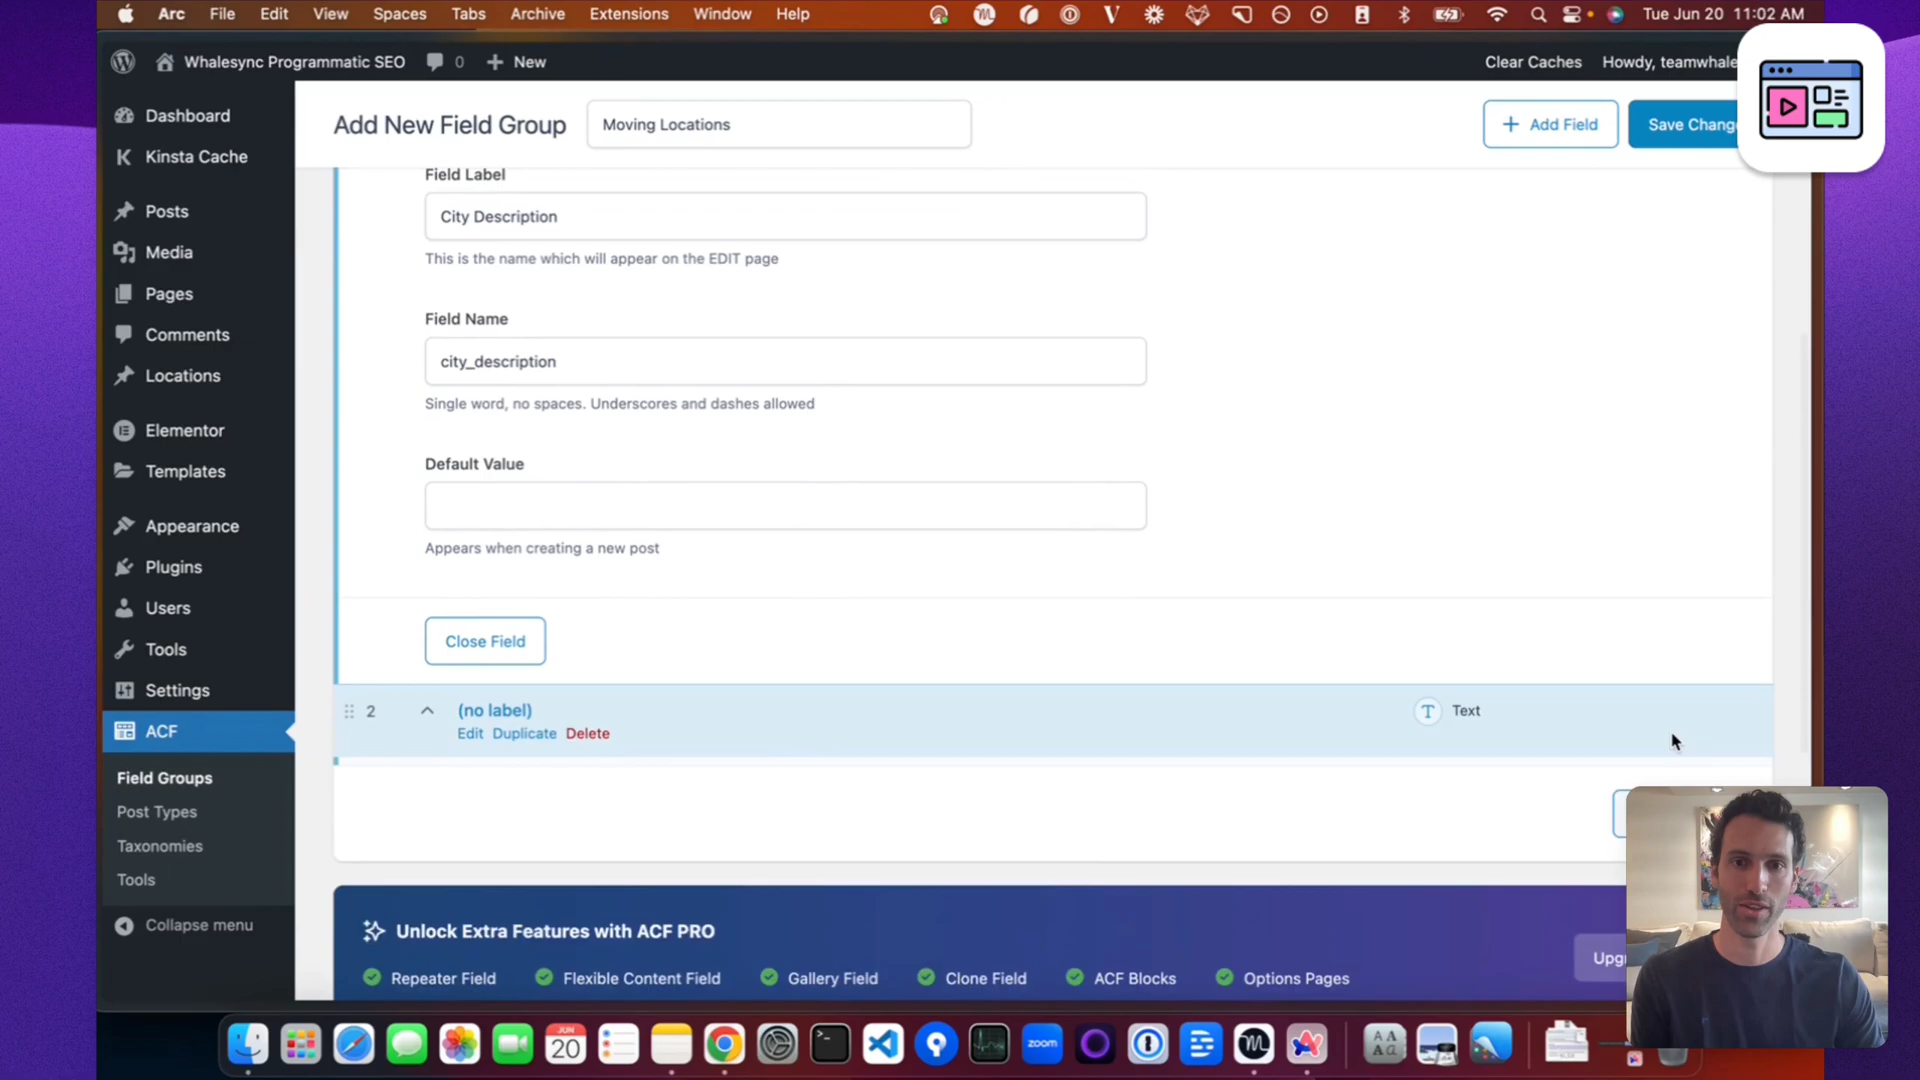 Arc File Edit View Spaces Tabs Archive Extensions Window Help Tue Jun 20 11:02 AM
Whalesync Programmatic SEO 0 + New Clear Caches Howdy,
Add New Field Group Moving Locations + Add Field Save
Dashboard
Kinsta Cache
Posts
Media
Pages
Comments
Locations
Elementor
Templates
Appearance
Plugins
Users
Tools
Settings
ACF
Field Groups
Post Types
Taxonomies
Tools
Collapse menu
Field Label
City Description
This is the name which will appear on the EDIT page
Field Name
city_description
Single word, no spaces. Underscores and dashes allowed
Default Value
Appears when creating a new post
Close Field
2 (no label) Text
Edit Duplicate Delete
Unlock Extra Features with ACF PRO
Repeater Field Flexible Content Field Gallery Field Clone Field ACF Blocks Options Pages
JUN
20
zoom